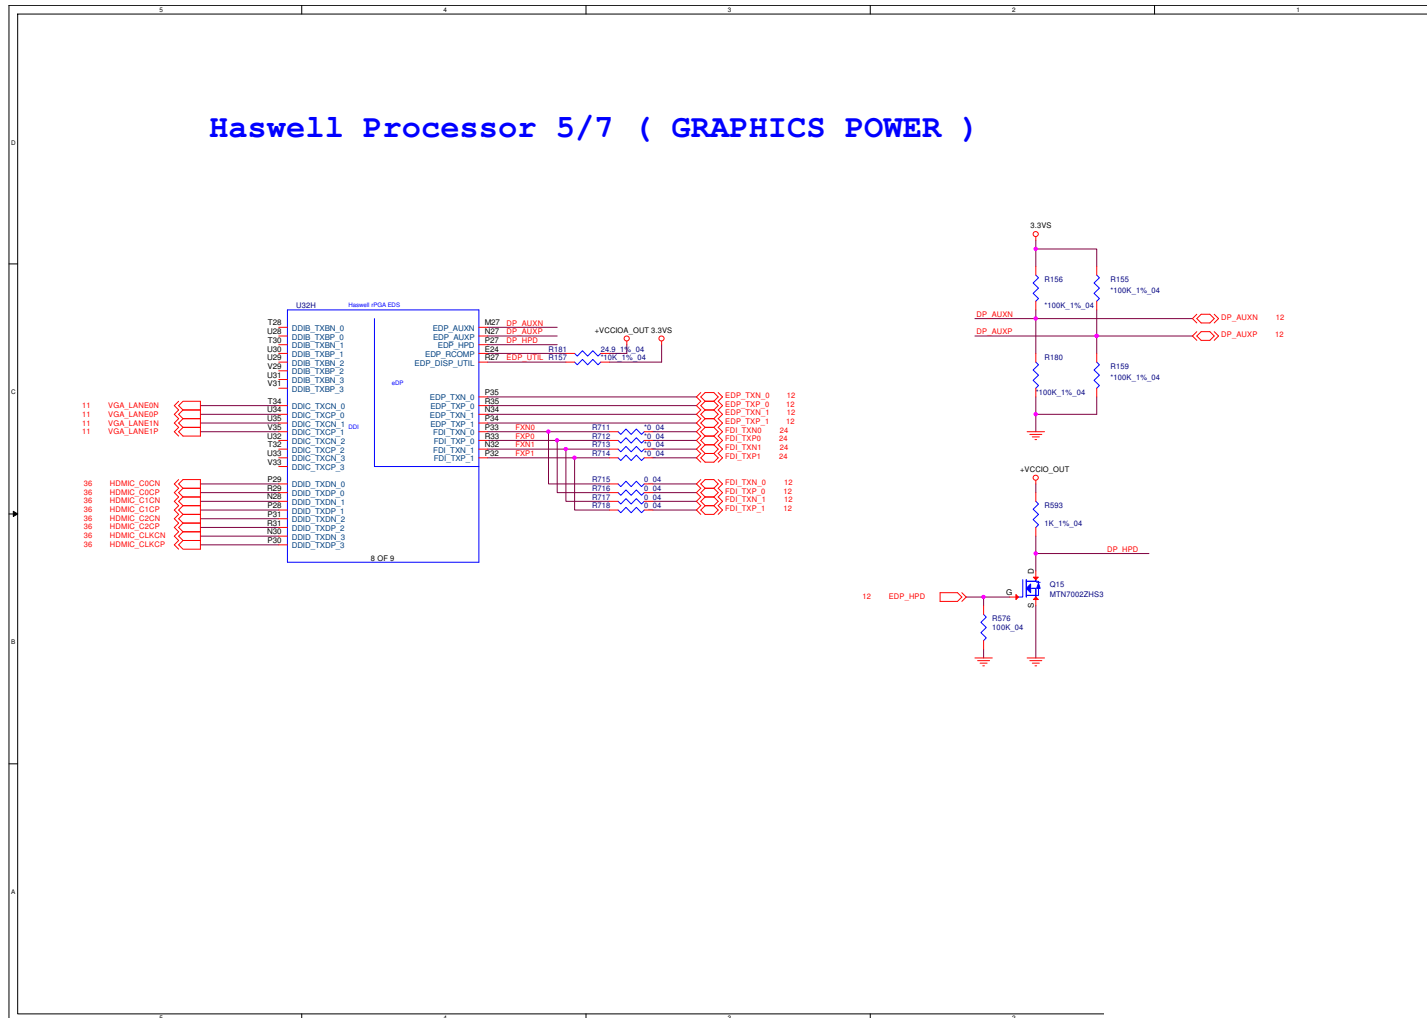 5 4 3 2 1
D
Haswell Processor 5/7 ( GRAPHICS POWER )
C
B
A
U32H Haswell rPGA EDS
T28 DDIB_TXBN_0
U28 DDIB_TXBP_0
T30 DDIB_TXBN_1
U30 DDIB_TXBP_1
U29 DDIB_TXBN_2
V29 DDIB_TXBP_2
U31 DDIB_TXBN_3
V31 DDIB_TXBP_3
11 VGA_LANE0N T34 DDIC_TXCN_0
11 VGA_LANE0P U34 DDIC_TXCP_0
11 VGA_LANE1N U35 DDIC_TXCN_1
11 VGA_LANE1P V35 DDIC_TXCP_1
U32 DDIC_TXCN_2
T32 DDIC_TXCP_2
U33 DDIC_TXCN_3
V33 DDIC_TXCP_3
DDI
36 HDMIC_C0CN P29 DDID_TXDN_0
36 HDMIC_C0CP R29 DDID_TXDP_0
36 HDMIC_C1CN N28 DDID_TXDN_1
36 HDMIC_C1CP P28 DDID_TXDP_1
36 HDMIC_C2CN P31 DDID_TXDN_2
36 HDMIC_C2CP R31 DDID_TXDP_2
36 HDMIC_CLKCN N30 DDID_TXDN_3
36 HDMIC_CLKCP P30 DDID_TXDP_3
8 OF 9
eDP
+VCCIOA_OUT 3.3VS
EDP_AUXN M27 DP_AUXN
EDP_AUXP N27 DP_AUXP
EDP_HPD P27 DP_HPD
EDP_RCOMP E24 R181 24.9_1%_04
EDP_DISP_UTIL R27 EDP_UTIL R157 *10K_1%_04
EDP_TXN_0 P35 EDP_TXN_0 12
EDP_TXP_0 R35 EDP_TXP_0 12
EDP_TXN_1 N34 EDP_TXN_1 12
EDP_TXP_1 P34 EDP_TXP_1 12
FDI_TXN_0 P33 FXN0 R711 *0_04 FDI_TXN0 24
FDI_TXP_0 R33 FXP0 R712 *0_04 FDI_TXP0 24
FDI_TXN_1 N32 FXN1 R713 *0_04 FDI_TXN1 24
FDI_TXP_1 P32 FXP1 R714 *0_04 FDI_TXP1 24
R715 0_04 FDI_TXN_0 12
R716 0_04 FDI_TXP_0 12
R717 0_04 FDI_TXN_1 12
R718 0_04 FDI_TXP_1 12
3.3VS
R156 R155
*100K_1%_04 *100K_1%_04
DP_AUXN DP_AUXN 12
DP_AUXP DP_AUXP 12
R180 R159
*100K_1%_04 *100K_1%_04
+VCCIO_OUT
R593
1K_1%_04
DP_HPD
D
Q15
MTN7002ZHS3
G
S
12 EDP_HPD
R576
100K_04
5 4 3 2